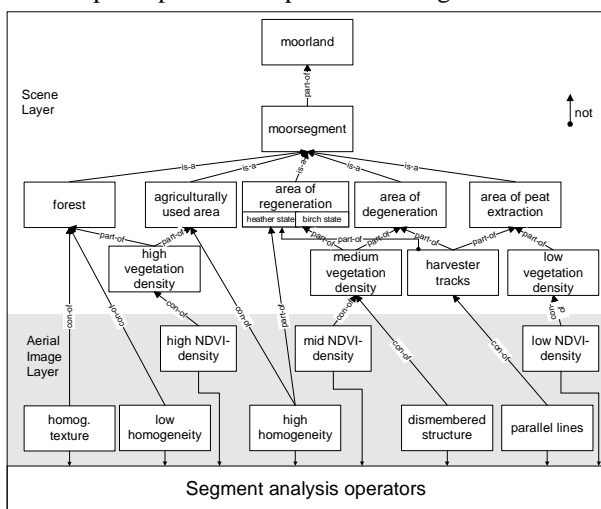 moorland
part-of
Scene
Layer
not
moorsegment
is-a
is-a
is-a
is-a
is-a
forest
agriculturally
used area
area of
regeneration
heather state
birch state
area of
degeneration
area of peat
extraction
part-of
part-of
part-of
part-of
part-of
part-of
part-of
high
vegetation
density
medium
vegetation
density
harvester
tracks
low
vegetation
density
con-of
con-of
con-of
con-of
part-of
con-of
con-of
con-of
con-of
Aerial
Image
Layer
high NDVI-
density
mid NDVI-
density
low NDVI-
density
homog.
texture
low
homogeneity
high
homogeneity
dismembered
structure
parallel lines
Segment analysis operators